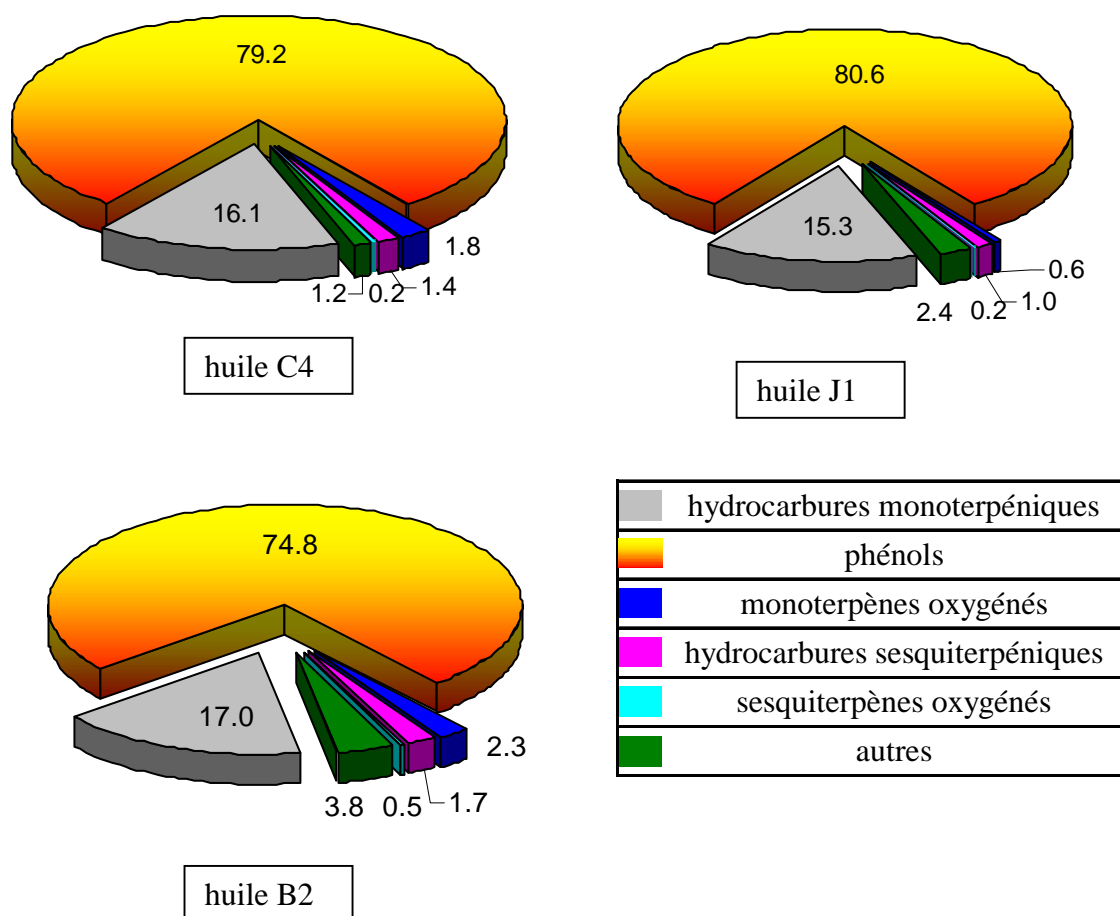 79.2
16.1
1.8
1.2
0.2
1.4
huile C4
80.6
15.3
0.6
2.4
0.2
1.0
huile J1
74.8
17.0
2.3
3.8
0.5
1.7
huile B2
hydrocarbures monoterpéniques
phénols
monoterpènes oxygénés
hydrocarbures sesquiterpéniques
sesquiterpènes oxygénés
autres